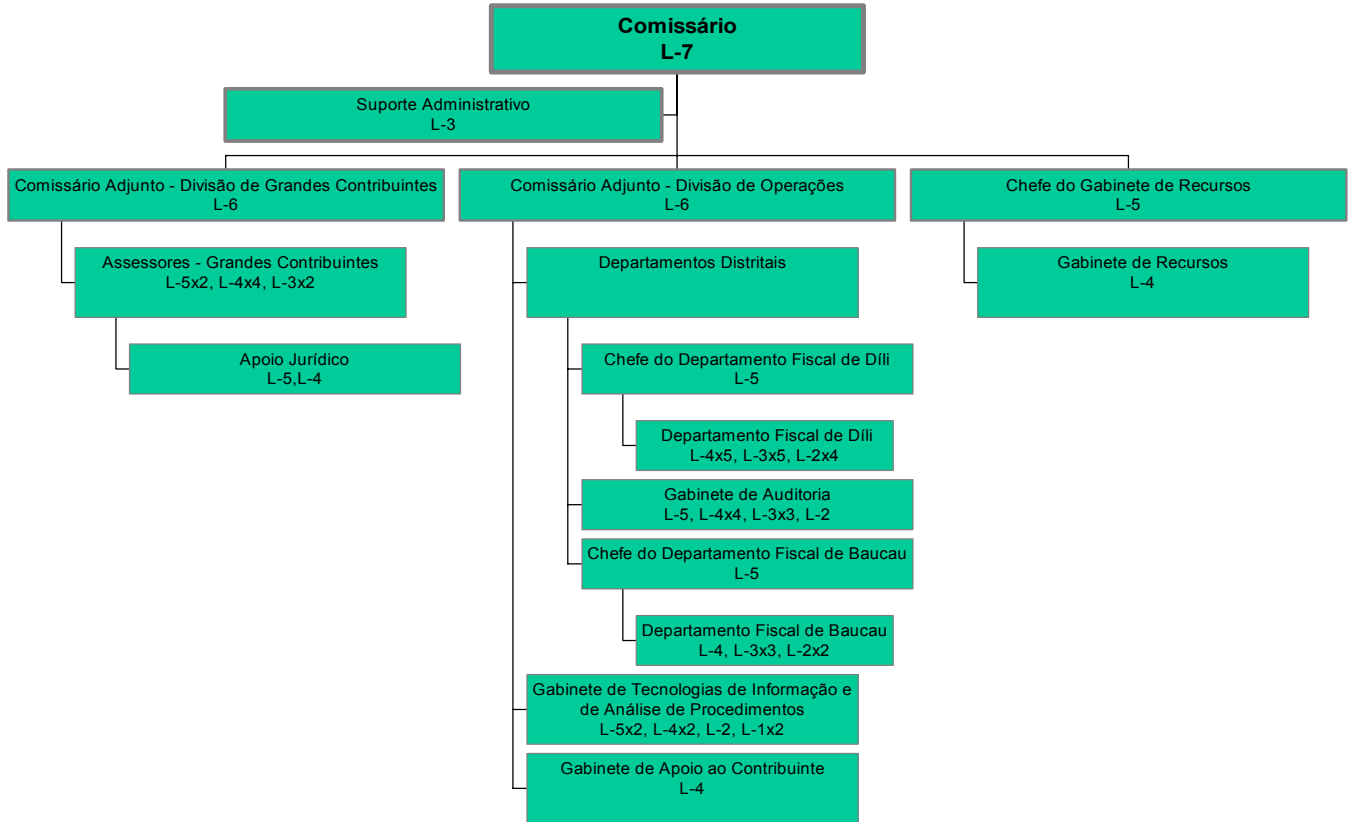 Comissário
L-7
Suporte Administrativo
L-3
Comissário Adjunto - Divisão de Grandes Contribuintes
L-6
Comissário Adjunto - Divisão de Operações
L-6
Chefe do Gabinete de Recursos
L-5
Assessores - Grandes Contribuintes
L-5x2, L-4x4, L-3x2
Departamentos Distritais
Gabinete de Recursos
L-4
Apoio Jurídico
L-5,L-4
Chefe do Departamento Fiscal de Díli
L-5
Departamento Fiscal de Díli
L-4x5, L-3x5, L-2x4
Gabinete de Auditoria
L-5, L-4x4, L-3x3, L-2
Chefe do Departamento Fiscal de Baucau
L-5
Departamento Fiscal de Baucau
L-4, L-3x3, L-2x2
Gabinete de Tecnologias de Informação e
de Análise de Procedimentos
L-5x2, L-4x2, L-2, L-1x2
Gabinete de Apoio ao Contribuinte
L-4